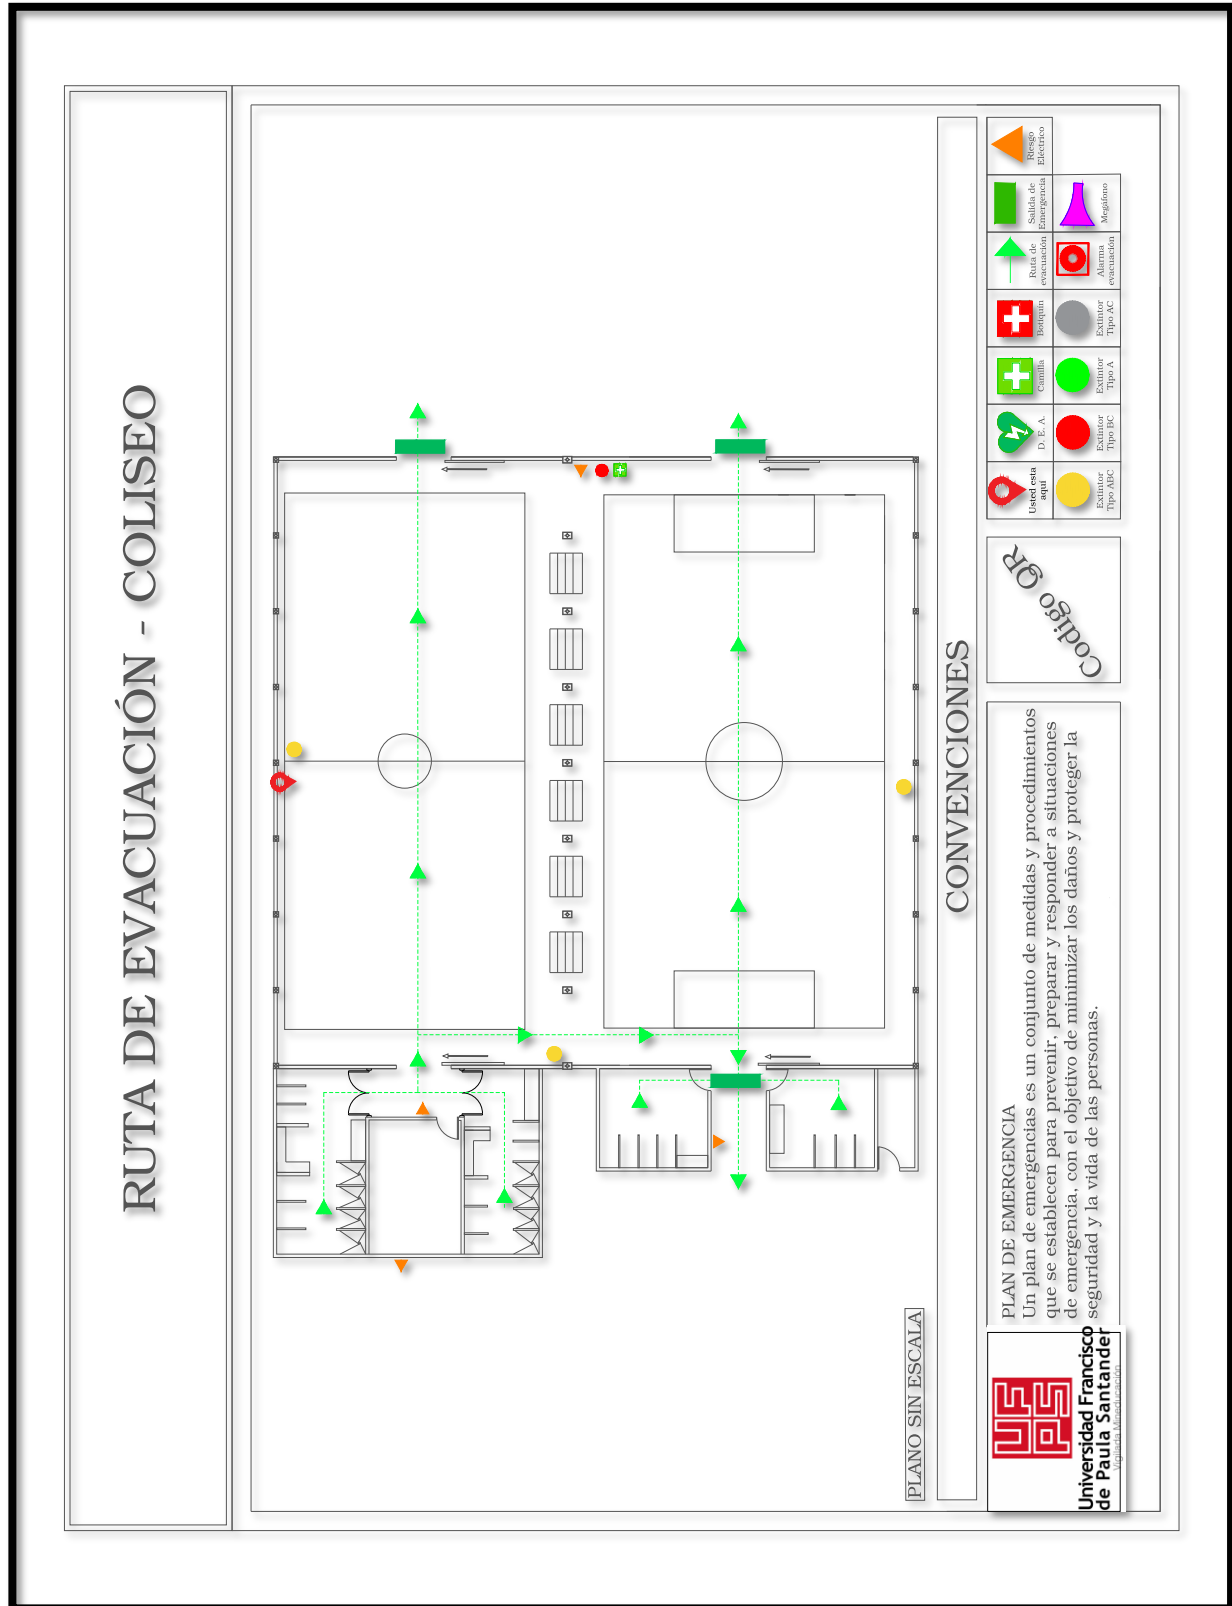 RUTA DE EVACUACIÓN - COLISEO
PLANO SIN ESCALA
CONVENCIONES
Universidad Francisco
de Paula Santander
Vigilada Mineducación
PLAN DE EMERGENCIA
Un plan de emergencias es un conjunto de medidas y procedimientos
que se establecen para prevenir, preparar y responder a situaciones
de emergencia, con el objetivo de minimizar los daños y proteger la
seguridad y la vida de las personas.
Codigo QR
Usted esta
aquí
D. E. A.
Camilla
Botiquín
Ruta de
evacuación
Salida de
Emergencia
Riesgo
Eléctrico
Extintor
Tipo ABC
Extintor
Tipo BC
Extintor
Tipo A
Extintor
Tipo AC
Alarma
evacuación
Megáfono
UFPS